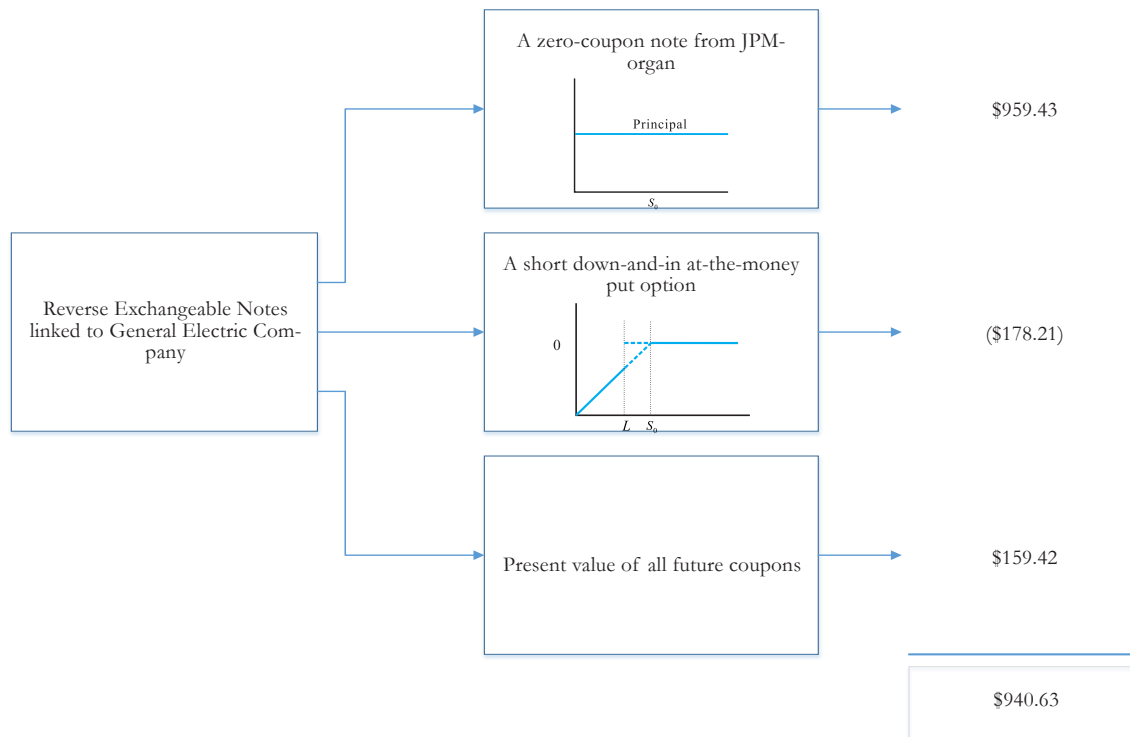 A zero-coupon note from JPM-
organ
Principal
S₀
$959.43
Reverse Exchangeable Notes
linked to General Electric Com-
pany
A short down-and-in at-the-money
put option
0
L
S₀
($178.21)
Present value of all future coupons
$159.42
$940.63